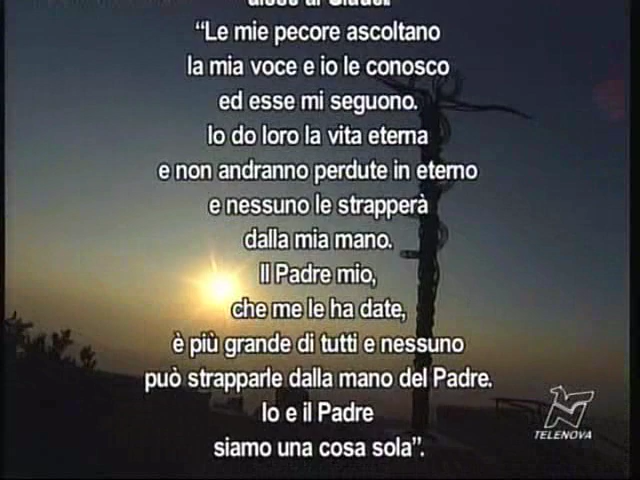 “Le mie pecore ascoltano
la mia voce e io le conosco
ed esse mi seguono.
Io do loro la vita eterna
e non andranno perdute in eterno
e nessuno le strapperà
dalla mia mano.
Il Padre mio,
che me le ha date,
è più grande di tutti e nessuno
può strapparle dalla mano del Padre.
Io e il Padre
siamo una cosa sola”.
TELENOVA